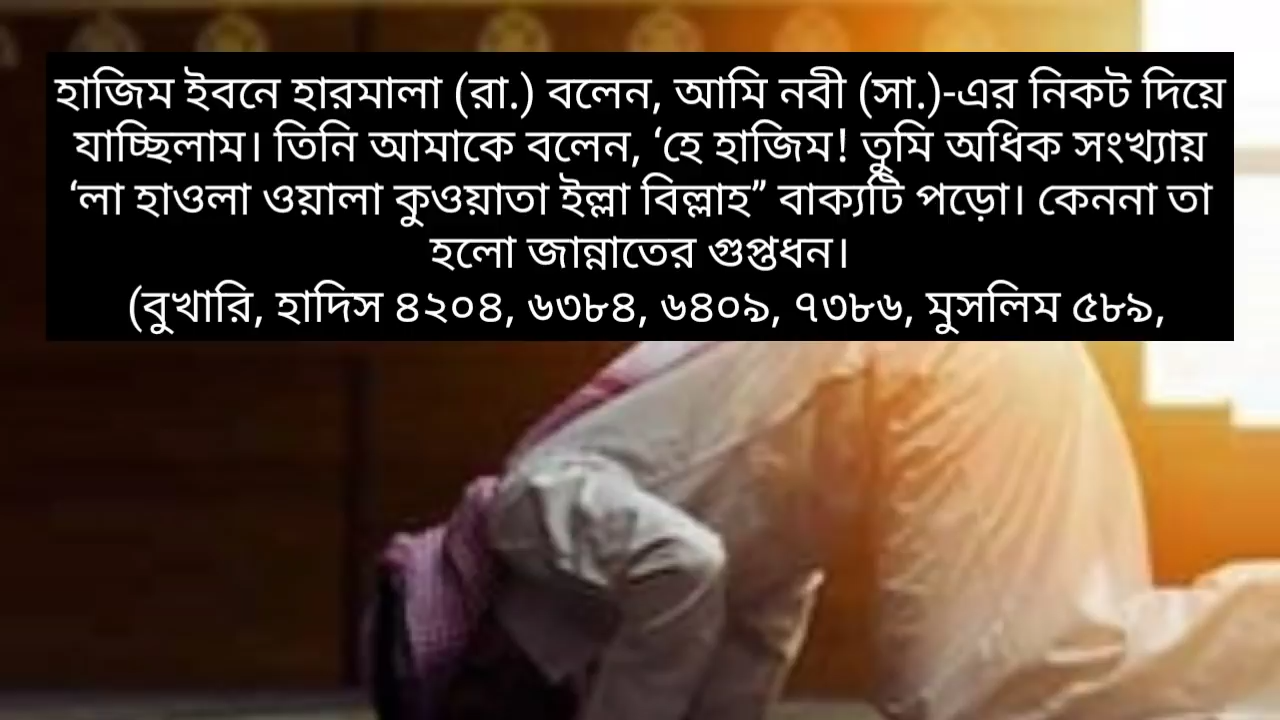 হাজিম ইবনে হারমালা (রা.) বলেন, আমি নবী (সা.)-এর নিকট দিয়ে
যাচ্ছিলাম। তিনি আমাকে বলেন, ‘হে হাজিম! তুমি অধিক সংখ্যায়
‘লা হাওলা ওয়ালা কুওয়াতা ইল্লা বিল্লাহ” বাক্যটি পড়ো। কেননা তা
হলো জান্নাতের গুপ্তধন।
(বুখারি, হাদিস ৪২০৪, ৬৩৮৪, ৬৪০৯, ৭৩৮৬, মুসলিম ৫৮৯,